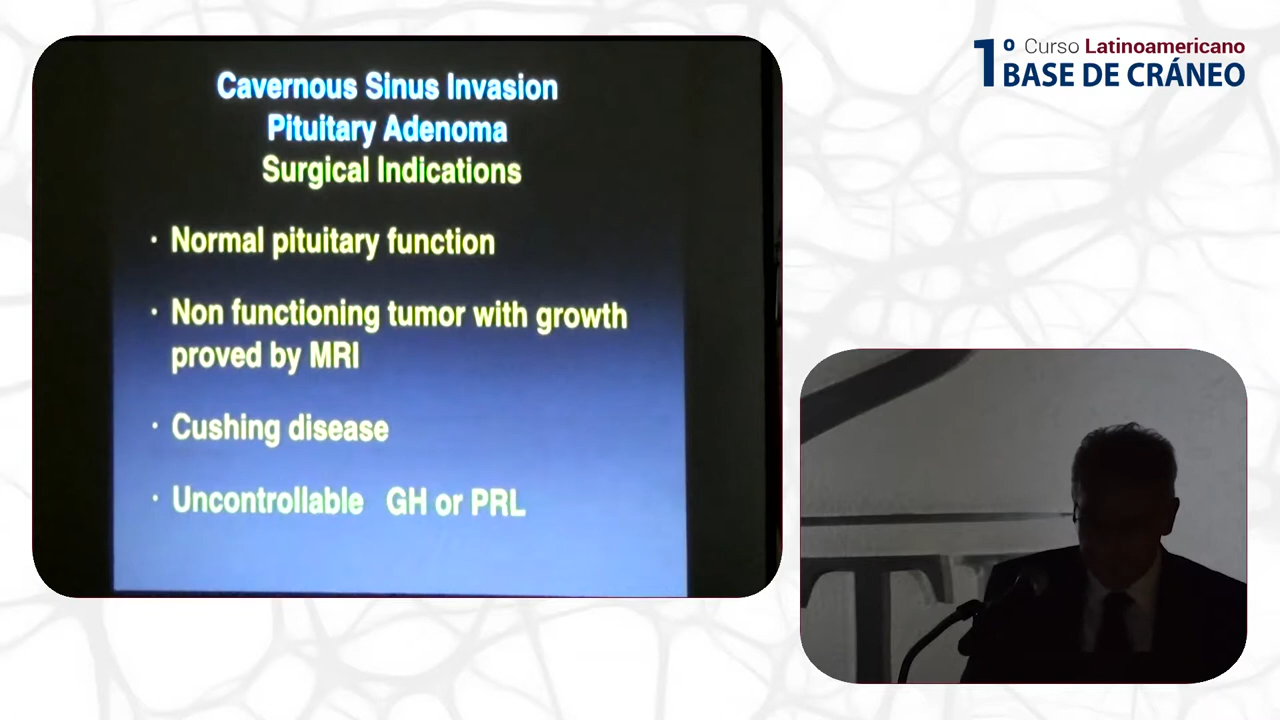 Cavernous Sinus Invasion
Pituitary Adenoma
Surgical Indications
· Normal pituitary function
· Non functioning tumor with growth
proved by MRI
· Cushing disease
· Uncontrollable GH or PRL
1º Curso Latinoamericano
BASE DE CRÁNEO